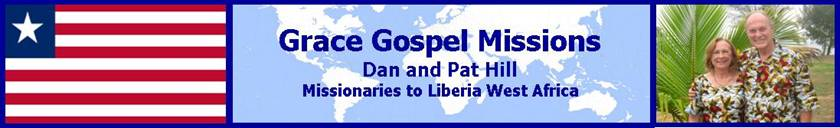 Grace Gospel Missions
Dan and Pat Hill
Missionaries to Liberia West Africa